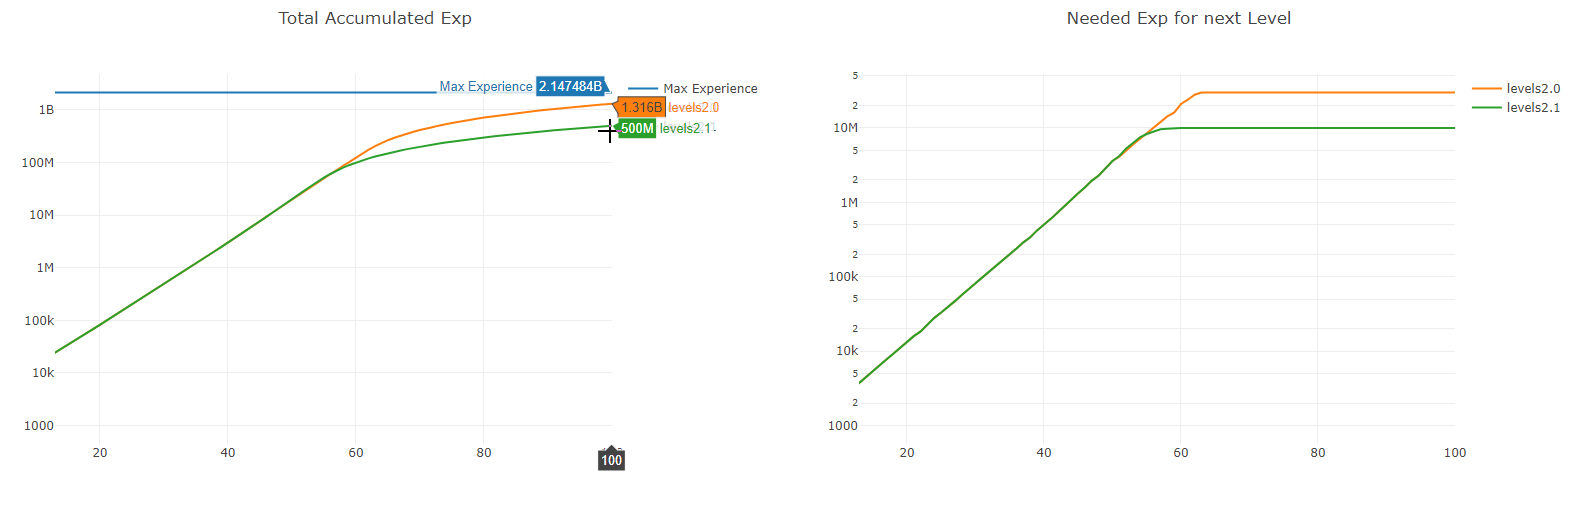 Total Accumulated Exp
1B
100M
10M
1M
100k
10k
1000
20
40
60
80
100
Max Experience 2.147484B
1.316B levels2.0
500M levels2.1
Max Experience
Needed Exp for next Level
5
2
10M
5
2
1M
5
2
100k
5
2
10k
5
2
1000
20
40
60
80
100
levels2.0
levels2.1